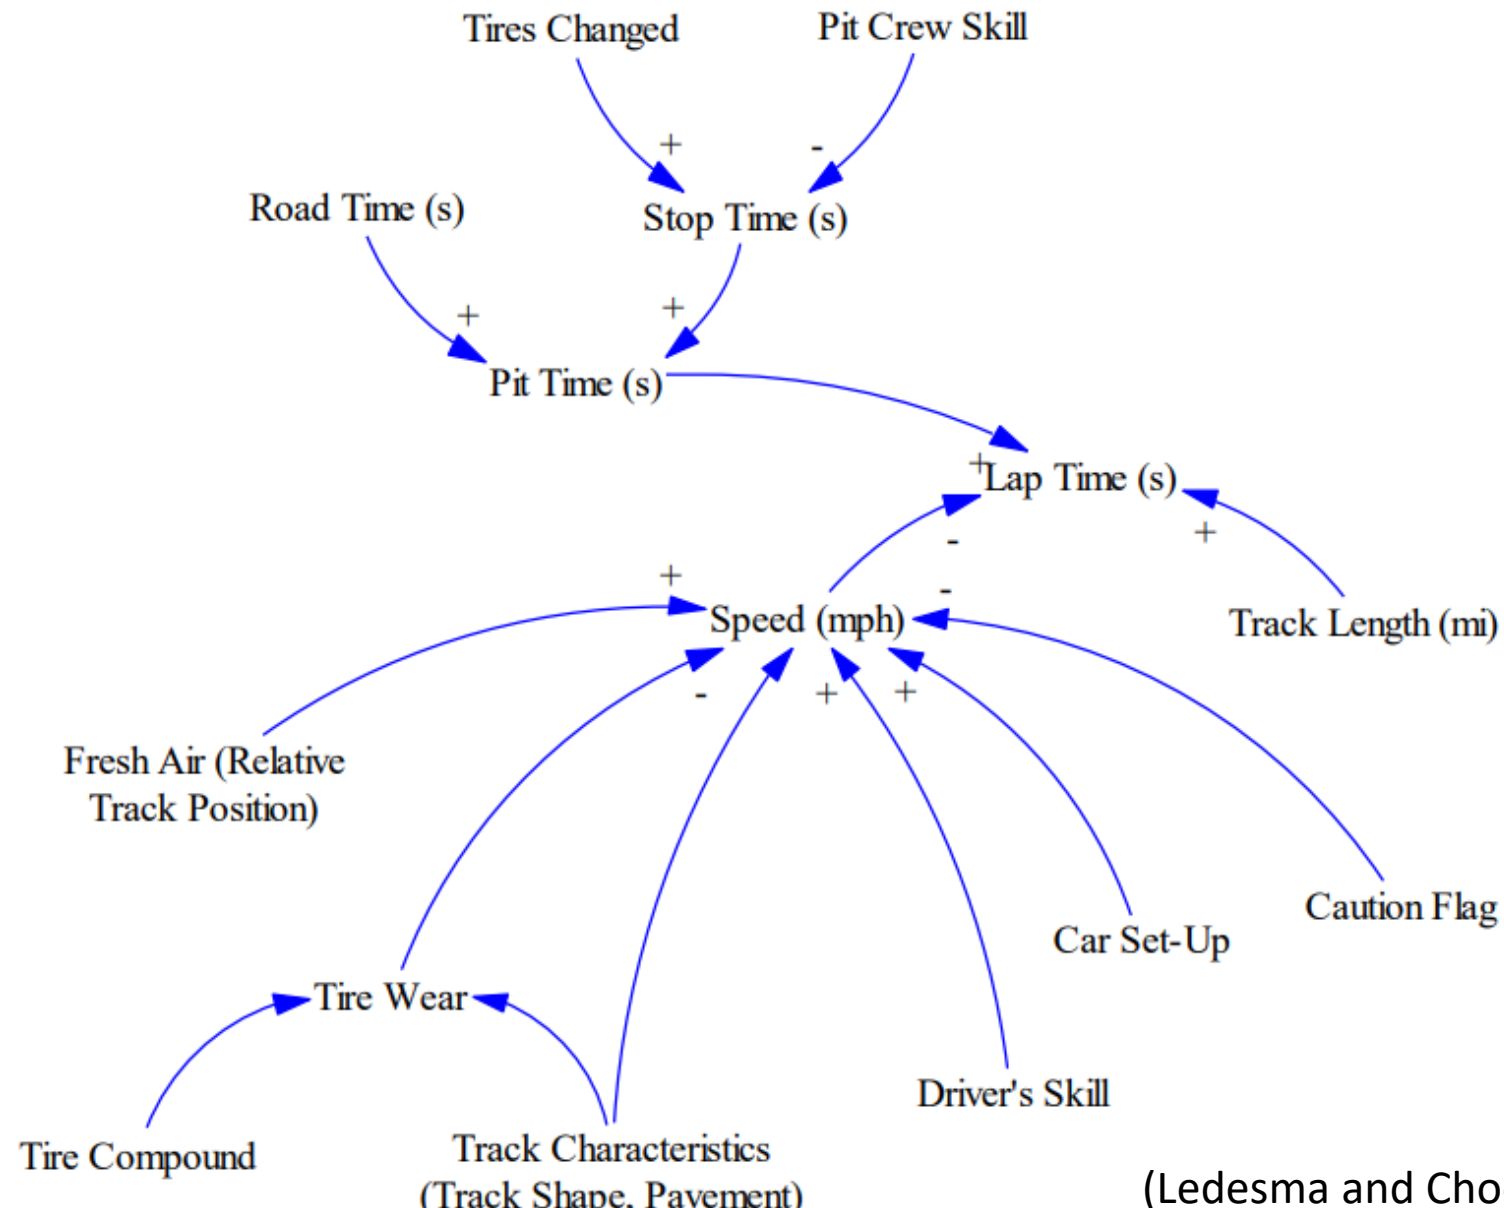 Tires Changed
Pit Crew Skill
+
-
Road Time (s)
Stop Time (s)
+
+
Pit Time (s)
+
Lap Time (s)
-
+
+
-
Speed (mph)
Track Length (mi)
-
+
+
Fresh Air (Relative
Track Position)
Caution Flag
Car Set-Up
Tire Wear
Driver's Skill
Tire Compound
Track Characteristics
(Track Shape, Pavement)
(Ledesma and Cho